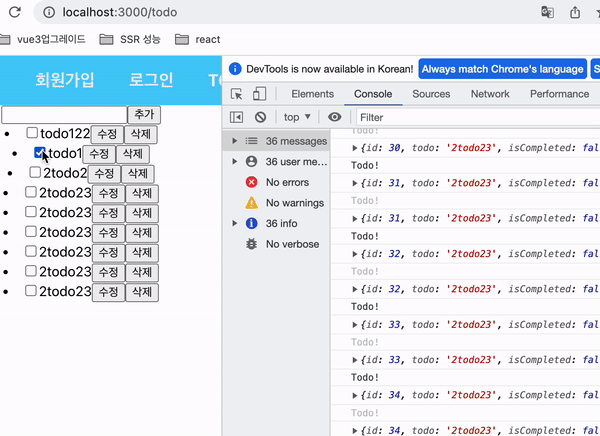 localhost:3000/todo
vue3업그레이드 SSR 성능 react
회원가입 로그인
DevTools is now available in Korean! Always match Chrome's language
Elements Console Sources Network Performance
top Filter
추가
todo122 수정 삭제
todo1 수정 삭제
2todo2 수정 삭제
2todo23 수정 삭제
2todo23 수정 삭제
2todo23 수정 삭제
2todo23 수정 삭제
2todo23 수정 삭제
2todo23 수정 삭제
36 messages
36 user me...
No errors
No warnings
36 info
No verbose
Todo!
{id: 30, todo: '2todo23', isCompleted: fal
Todo!
{id: 31, todo: '2todo23', isCompleted: fal
Todo!
{id: 31, todo: '2todo23', isCompleted: fal
Todo!
{id: 32, todo: '2todo23', isCompleted: fal
Todo!
{id: 32, todo: '2todo23', isCompleted: fal
Todo!
{id: 33, todo: '2todo23', isCompleted: fal
Todo!
{id: 33, todo: '2todo23', isCompleted: fal
Todo!
{id: 34, todo: '2todo23', isCompleted: fal
Todo!
{id: 34, todo: '2todo23', isCompleted: fal